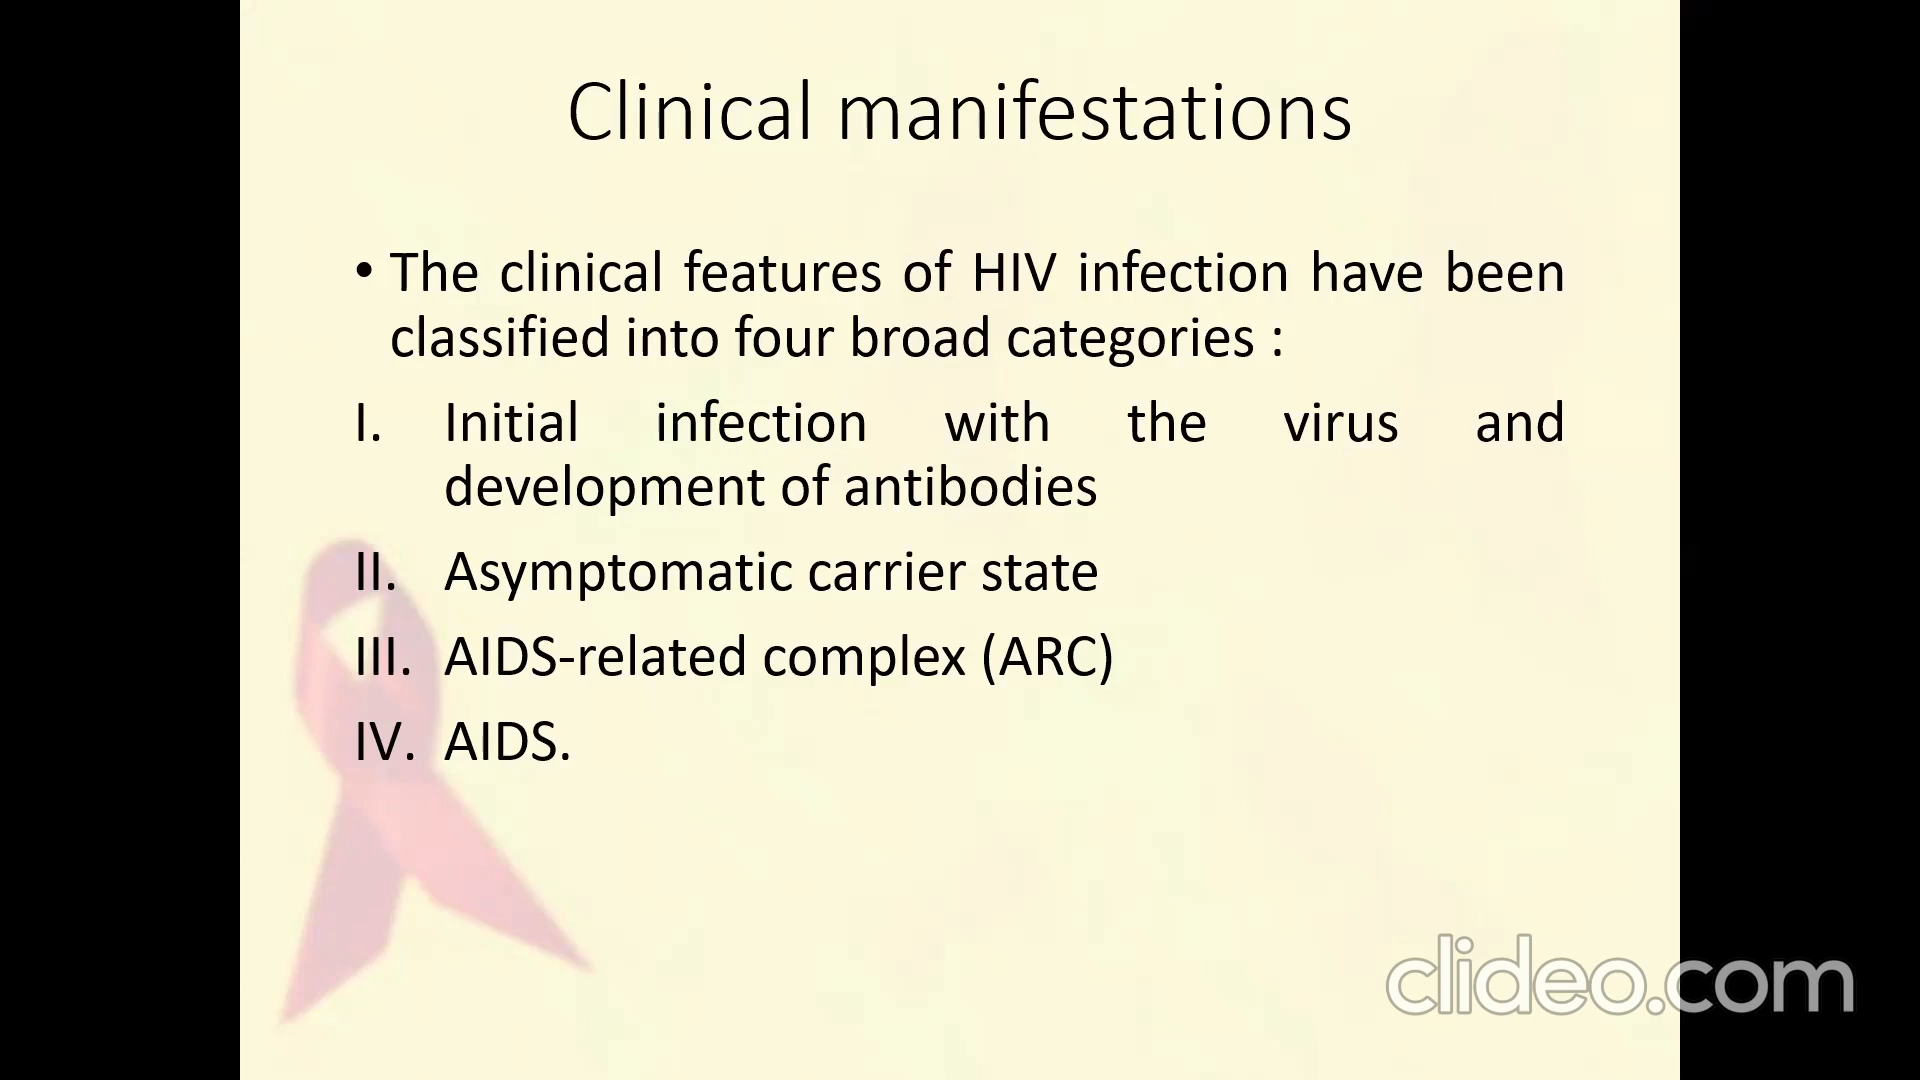 Clinical manifestations
• The clinical features of HIV infection have been
classified into four broad categories :
I. Initial infection with the virus and
development of antibodies
II. Asymptomatic carrier state
III. AIDS-related complex (ARC)
IV. AIDS.
clideo.com